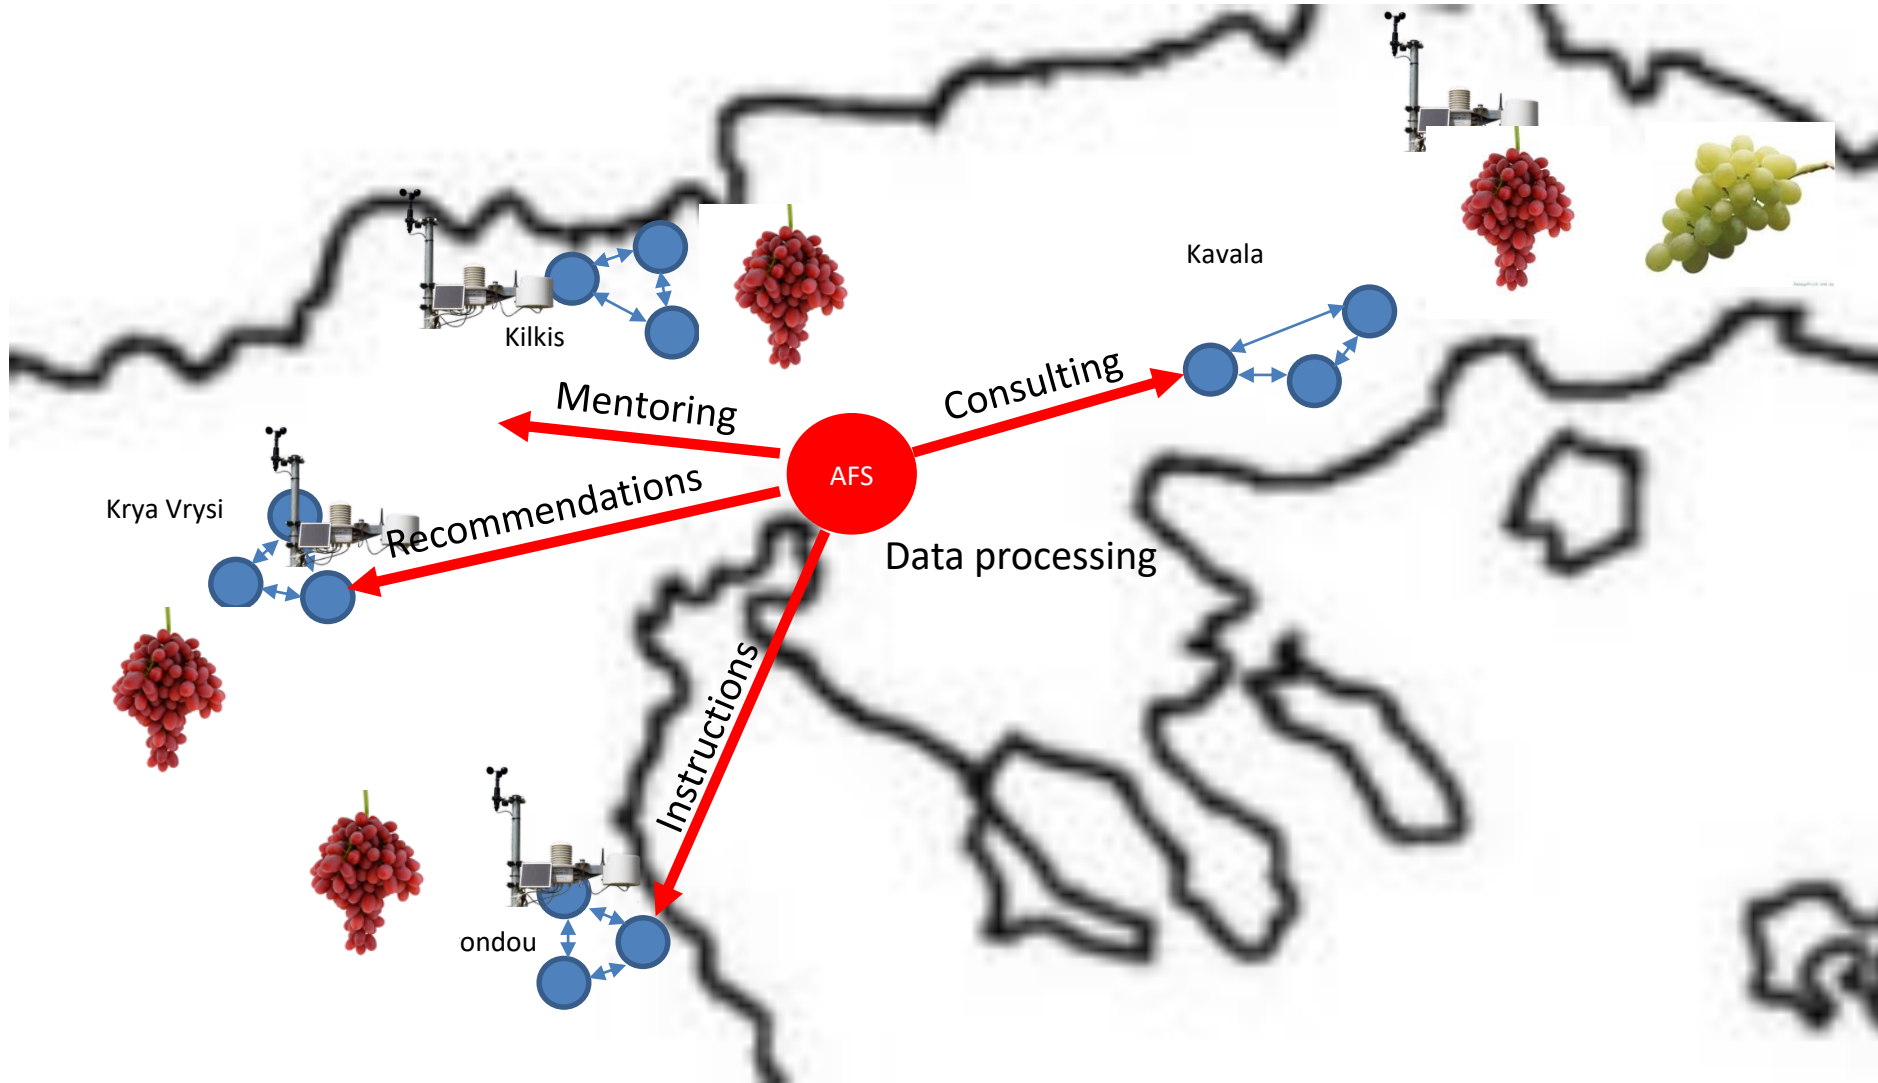 Kavala
Kilkis
Mentoring
Consulting
AFS
Krya Vrysi
Recommendations
Data processing
Instructions
ondou